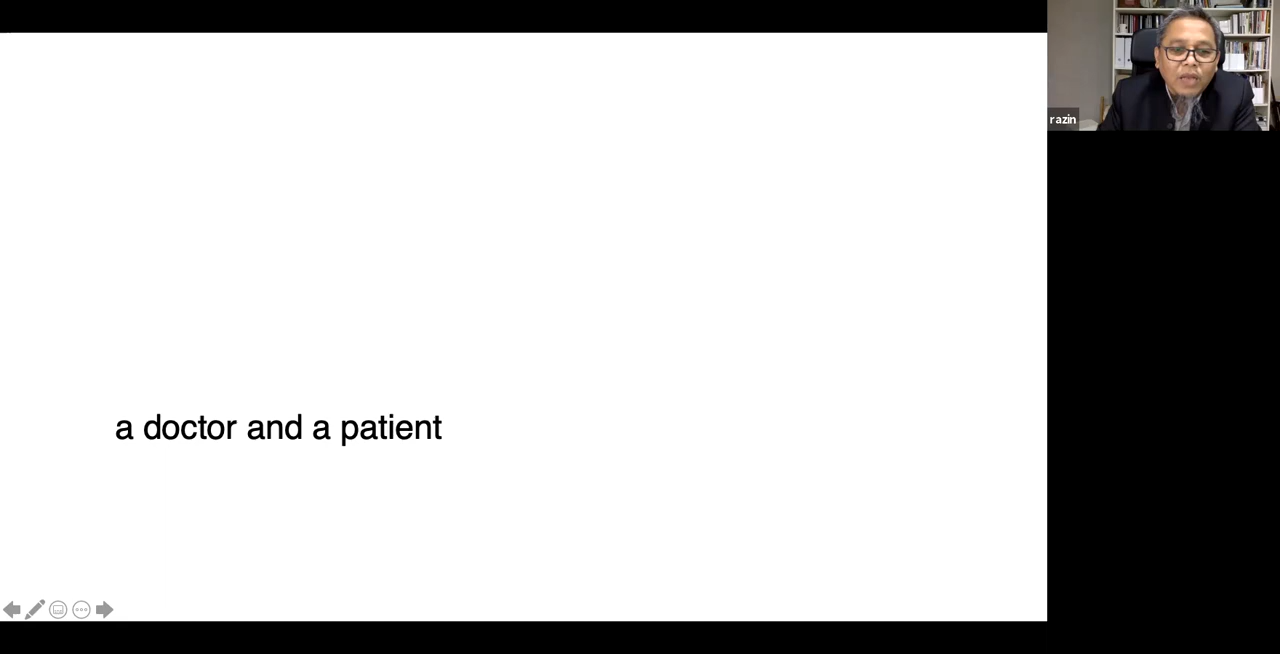 a doctor and a patient
razin